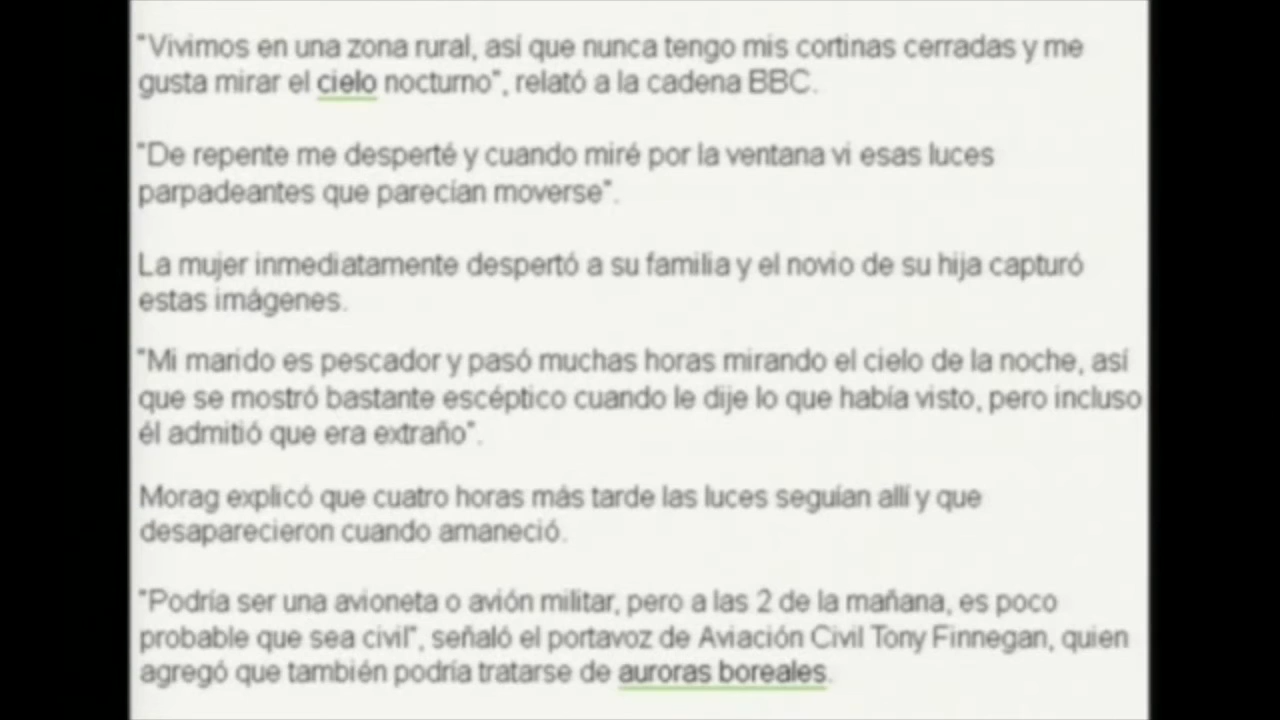 "Vivimos en una zona rural, así que nunca tengo mis cortinas cerradas y me
gusta mirar el cielo nocturno", relató a la cadena BBC.
"De repente me desperté y cuando miré por la ventana vi esas luces
parpadeantes que parecían moverse".
La mujer inmediatamente despertó a su familia y el novio de su hija capturó
estas imágenes.
"Mi marido es pescador y pasó muchas horas mirando el cielo de la noche, así
que se mostró bastante escéptico cuando le dije lo que había visto, pero incluso
él admitió que era extraño".
Morag explicó que cuatro horas más tarde las luces seguían allí y que
desaparecieron cuando amaneció.
"Podría ser una avioneta o avión militar, pero a las 2 de la mañana, es poco
probable que sea civil", señaló el portavoz de Aviación Civil Tony Finnegan, quien
agregó que también podría tratarse de auroras boreales.